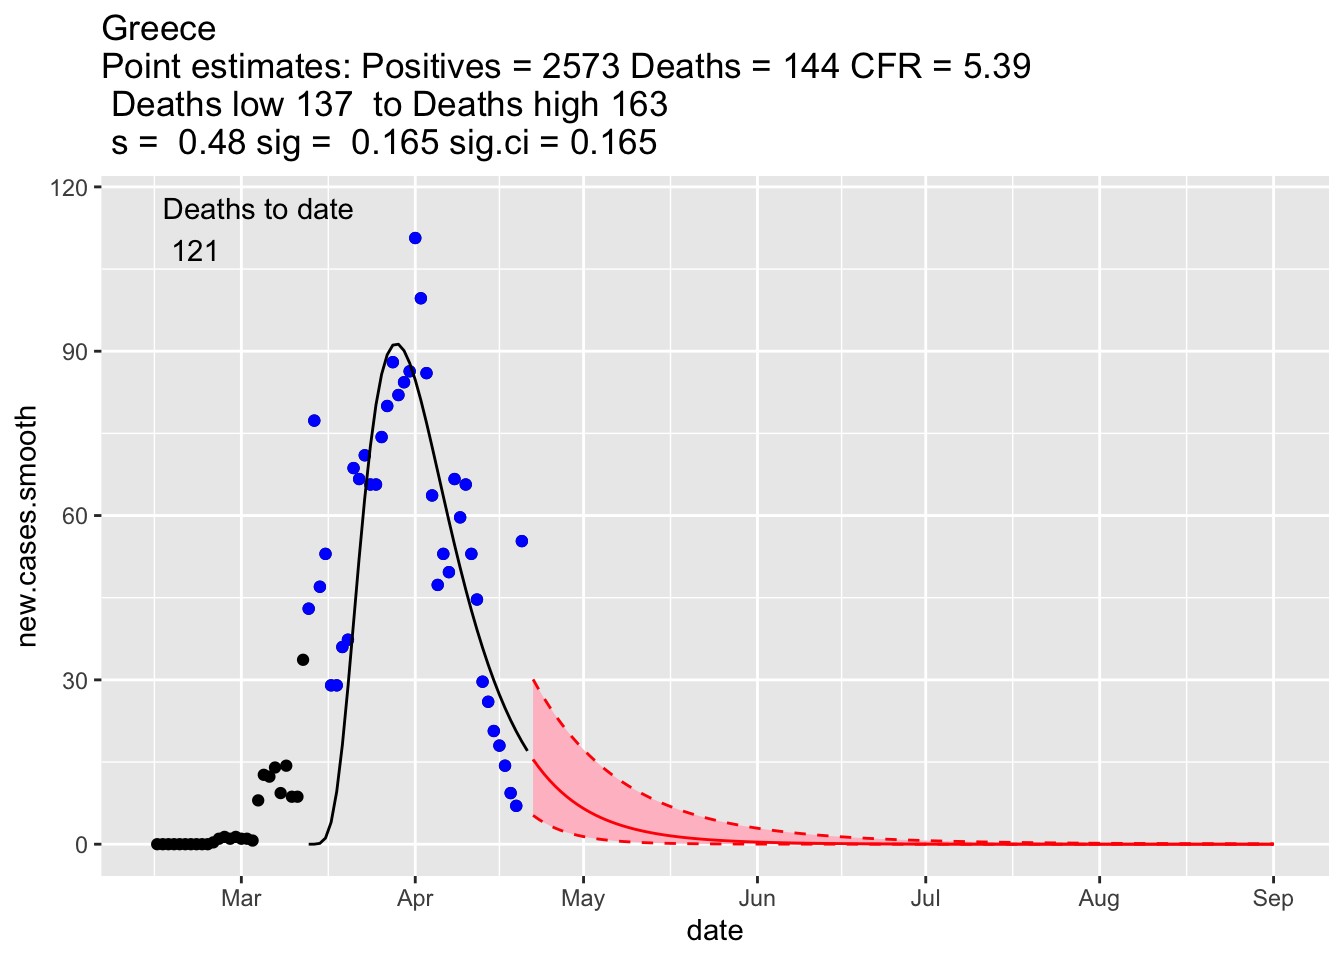 Greece
Point estimates: Positives = 2573 Deaths = 144 CFR = 5.39
Deaths low 137  to Deaths high 163
s =  0.48 sig =  0.165 sig.ci = 0.165
Deaths to date
121
120
90
60
30
0
new.cases.smooth
Mar Apr May Jun Jul Aug Sep
date